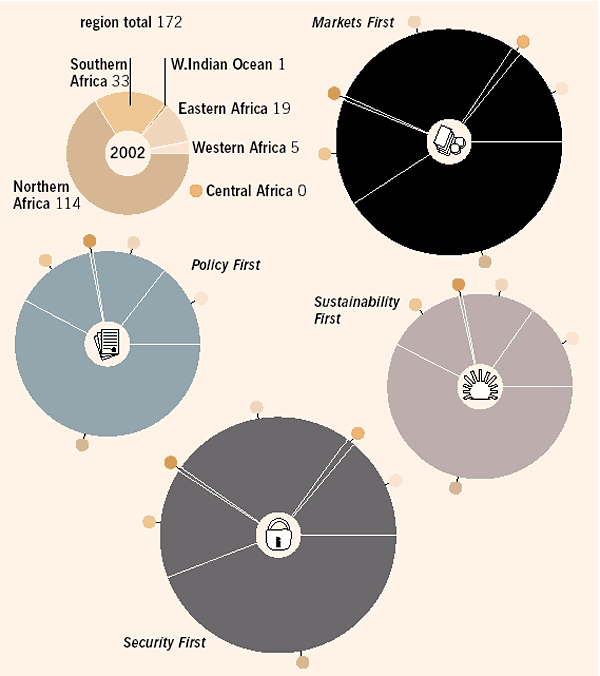 region total 172
Markets First
Southern
Africa 33
W.Indian Ocean 1
Eastern Africa 19
2002
Western Africa 5
Northern
Africa 114
Central Africa 0
Policy First
Sustainability
First
Security First